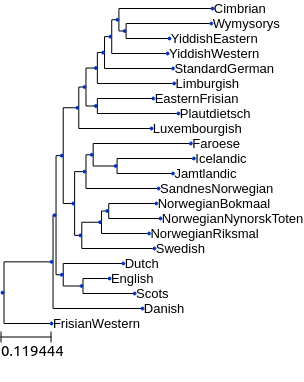 Cimbrian
Wymysorys
YiddishEastern
YiddishWestern
StandardGerman
Limburgish
EasternFrisian
Plautdietsch
Luxembourgish
Faroese
Icelandic
Jamtlandic
SandnesNorwegian
NorwegianBokmaal
NorwegianNynorskToten
NorwegianRiksmal
Swedish
Dutch
English
Scots
Danish
FrisianWestern
0.119444